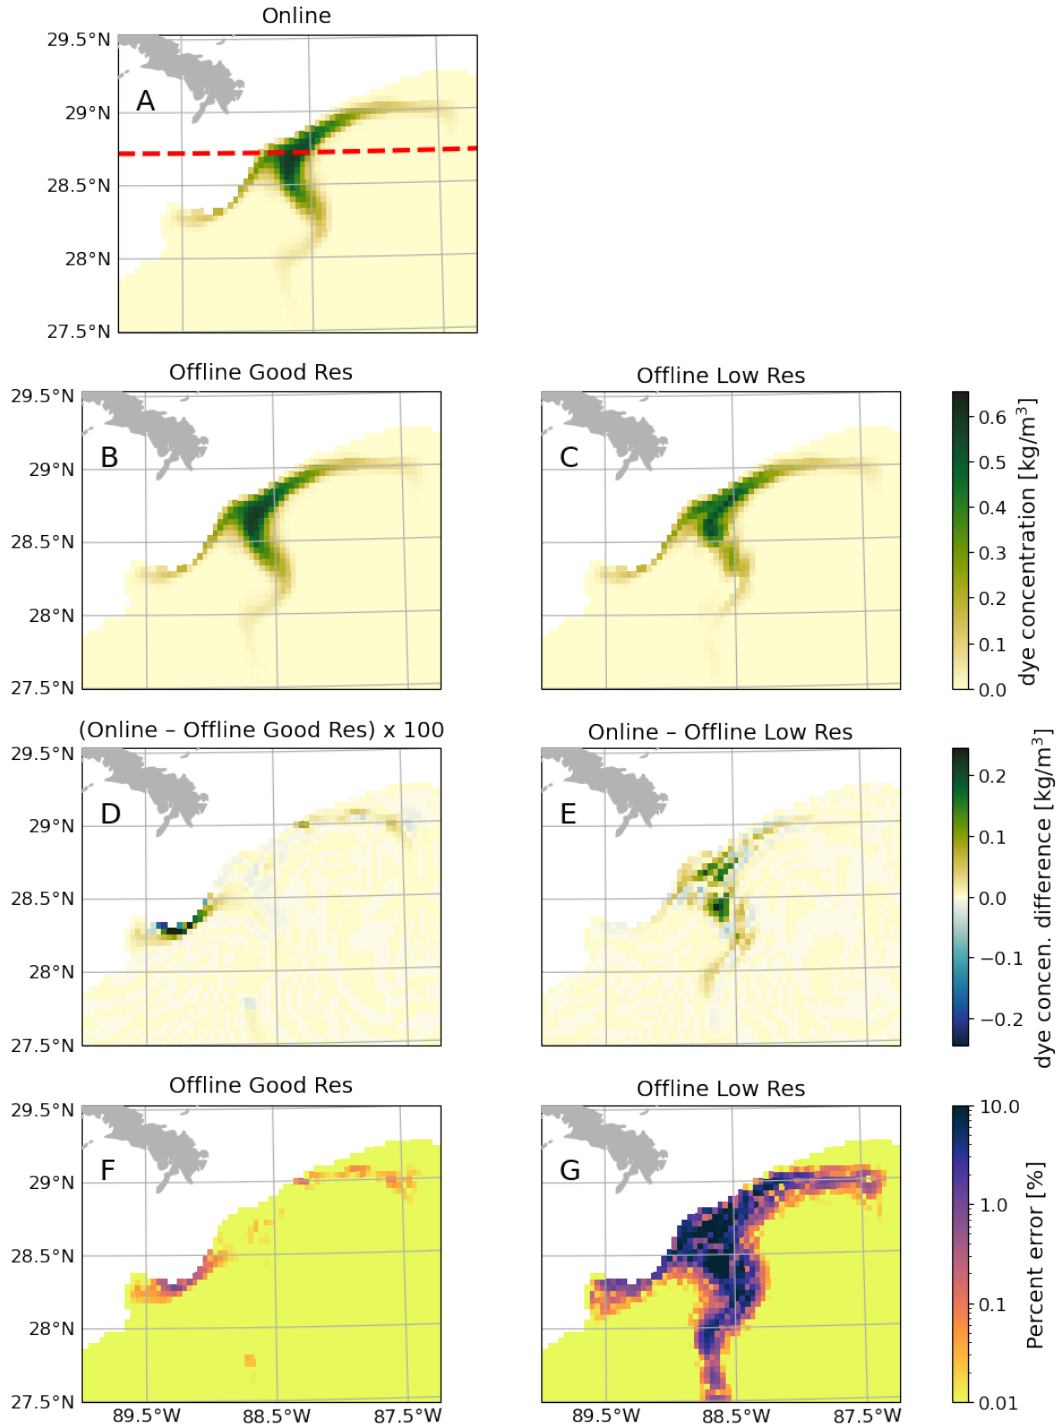 Online
29.5°N
A
29°N
28.5°N
28°N
27.5°N
Offline Good Res
Offline Low Res
29.5°N
B
C
29°N
28.5°N
28°N
27.5°N
0.6
0.5
0.4
0.3
0.2
0.1
0.0
dye concentration [kg/m³]
(Online – Offline Good Res) x 100
Online – Offline Low Res
29.5°N
D
E
29°N
28.5°N
28°N
27.5°N
0.2
0.1
0.0
−0.1
−0.2
dye concen. difference [kg/m³]
Offline Good Res
Offline Low Res
29.5°N
F
G
29°N
28.5°N
28°N
27.5°N
10.0
1.0
0.1
0.01
Percent error [%]
89.5°W 88.5°W 87.5°W
89.5°W 88.5°W 87.5°W